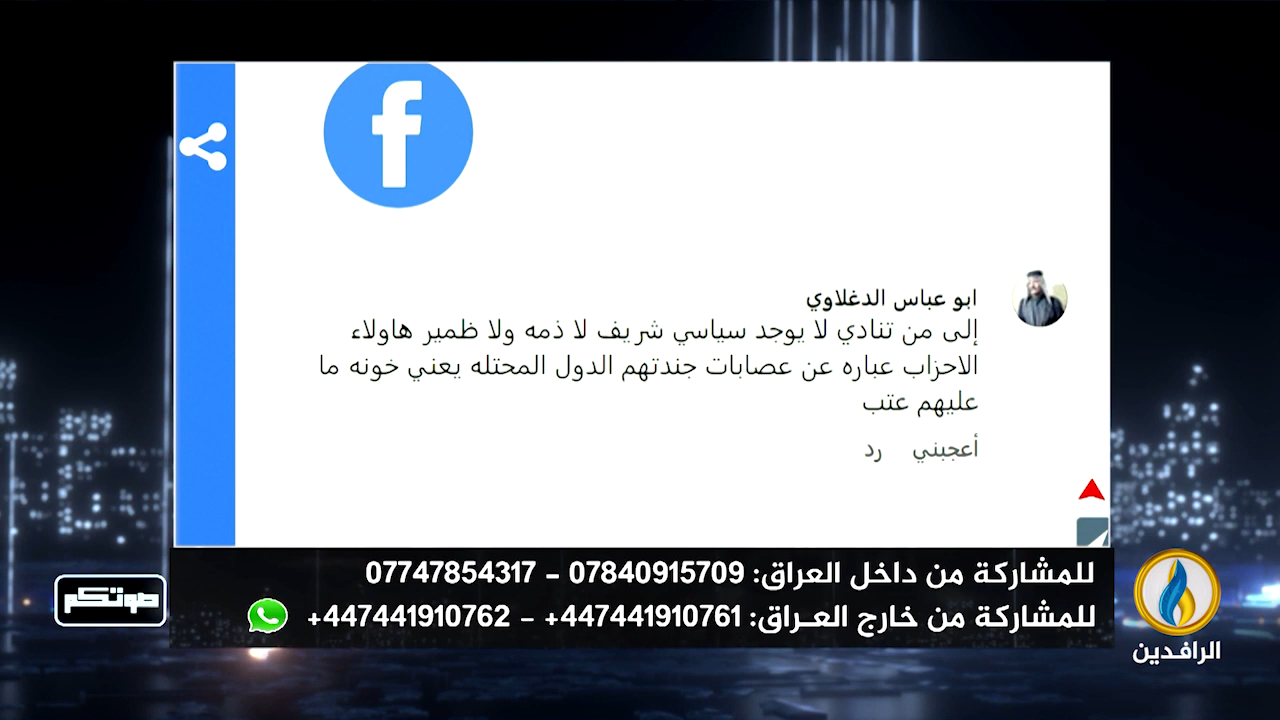 ابو عباس الدغلاوي
إلى من تنادي لا يوجد سياسي شريف لا ذمه ولا ظمير هاولاء
الاحزاب عباره عن عصابات جندتهم الدول المحتله يعني خونه ما
عليهم عتب
أعجبني رد
للمشاركة من داخل العراق: 07840915709 - 07747854317
للمشاركة من خارج العـراق: 447441910761+ - 447441910762+
صوتكم
الرافدين